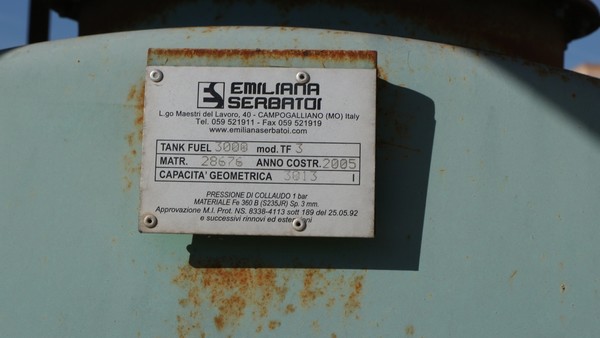 EMILIANA
SERBATOI
L.go Maestri del Lavoro, 40 - CAMPOGALLIANO (MO) Italy
Tel. 059 521911 - Fax 059 521919
www.emilianaserbatoi.com
TANK FUEL 3000 mod. TF 3
MATR. 28676 ANNO COSTR. 2005
CAPACITA' GEOMETRICA 3013 l
PRESSIONE DI COLLAUDO 1 bar
MATERIALE Fe 360 B (S235JR) Sp. 3 mm.
Approvazione M.I. Prot. NS. 8338-4113 sott 189 del 25.05.92
e successivi rinnovi ed